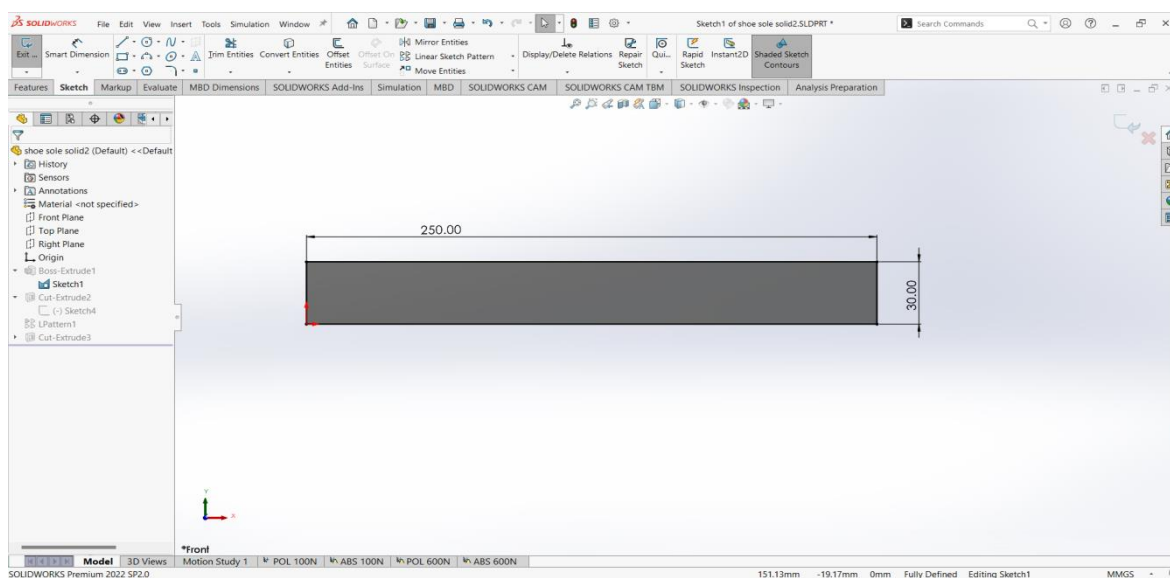 SOLIDWORKS File Edit View Insert Tools Simulation Window Sketch1 of shoe sole solid2.SLDPRT * Search Commands
Exit ... Smart Dimension Trim Entities Convert Entities Offset Entities Offset On Surface Mirror Entities Linear Sketch Pattern Move Entities Display/Delete Relations Repair Sketch Qui... Rapid Sketch Instant2D Shaded Sketch Contours
Features Sketch Markup Evaluate MBD Dimensions SOLIDWORKS Add-Ins Simulation MBD SOLIDWORKS CAM SOLIDWORKS CAM TBM SOLIDWORKS Inspection Analysis Preparation
shoe sole solid2 (Default) <<Default
History
Sensors
Annotations
Material <not specified>
Front Plane
Top Plane
Right Plane
Origin
Boss-Extrude1
Sketch1
Cut-Extrude2
(-) Sketch4
LPattern1
Cut-Extrude3
250.00
30.00
Y
X
*Front
Model 3D Views Motion Study 1 POL 100N ABS 100N POL 600N ABS 600N
SOLIDWORKS Premium 2022 SP2.0 151.13mm -19.17mm 0mm Fully Defined Editing Sketch1 MMGS